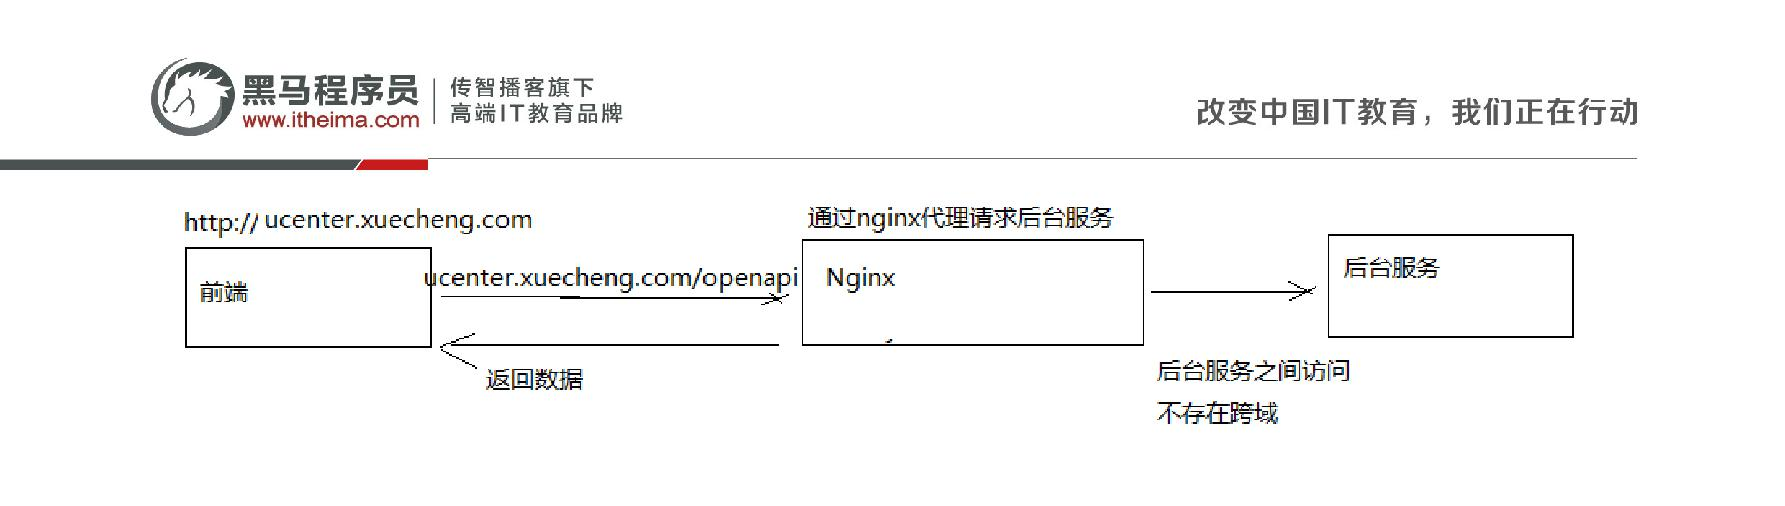 黑马程序员
www.itheima.com
传智播客旗下
高端IT教育品牌
改变中国IT教育，我们正在行动
http:// ucenter.xuecheng.com
通过nginx代理请求后台服务
前端
ucenter.xuecheng.com/openapi
Nginx
后台服务
返回数据
后台服务之间访问
不存在跨域